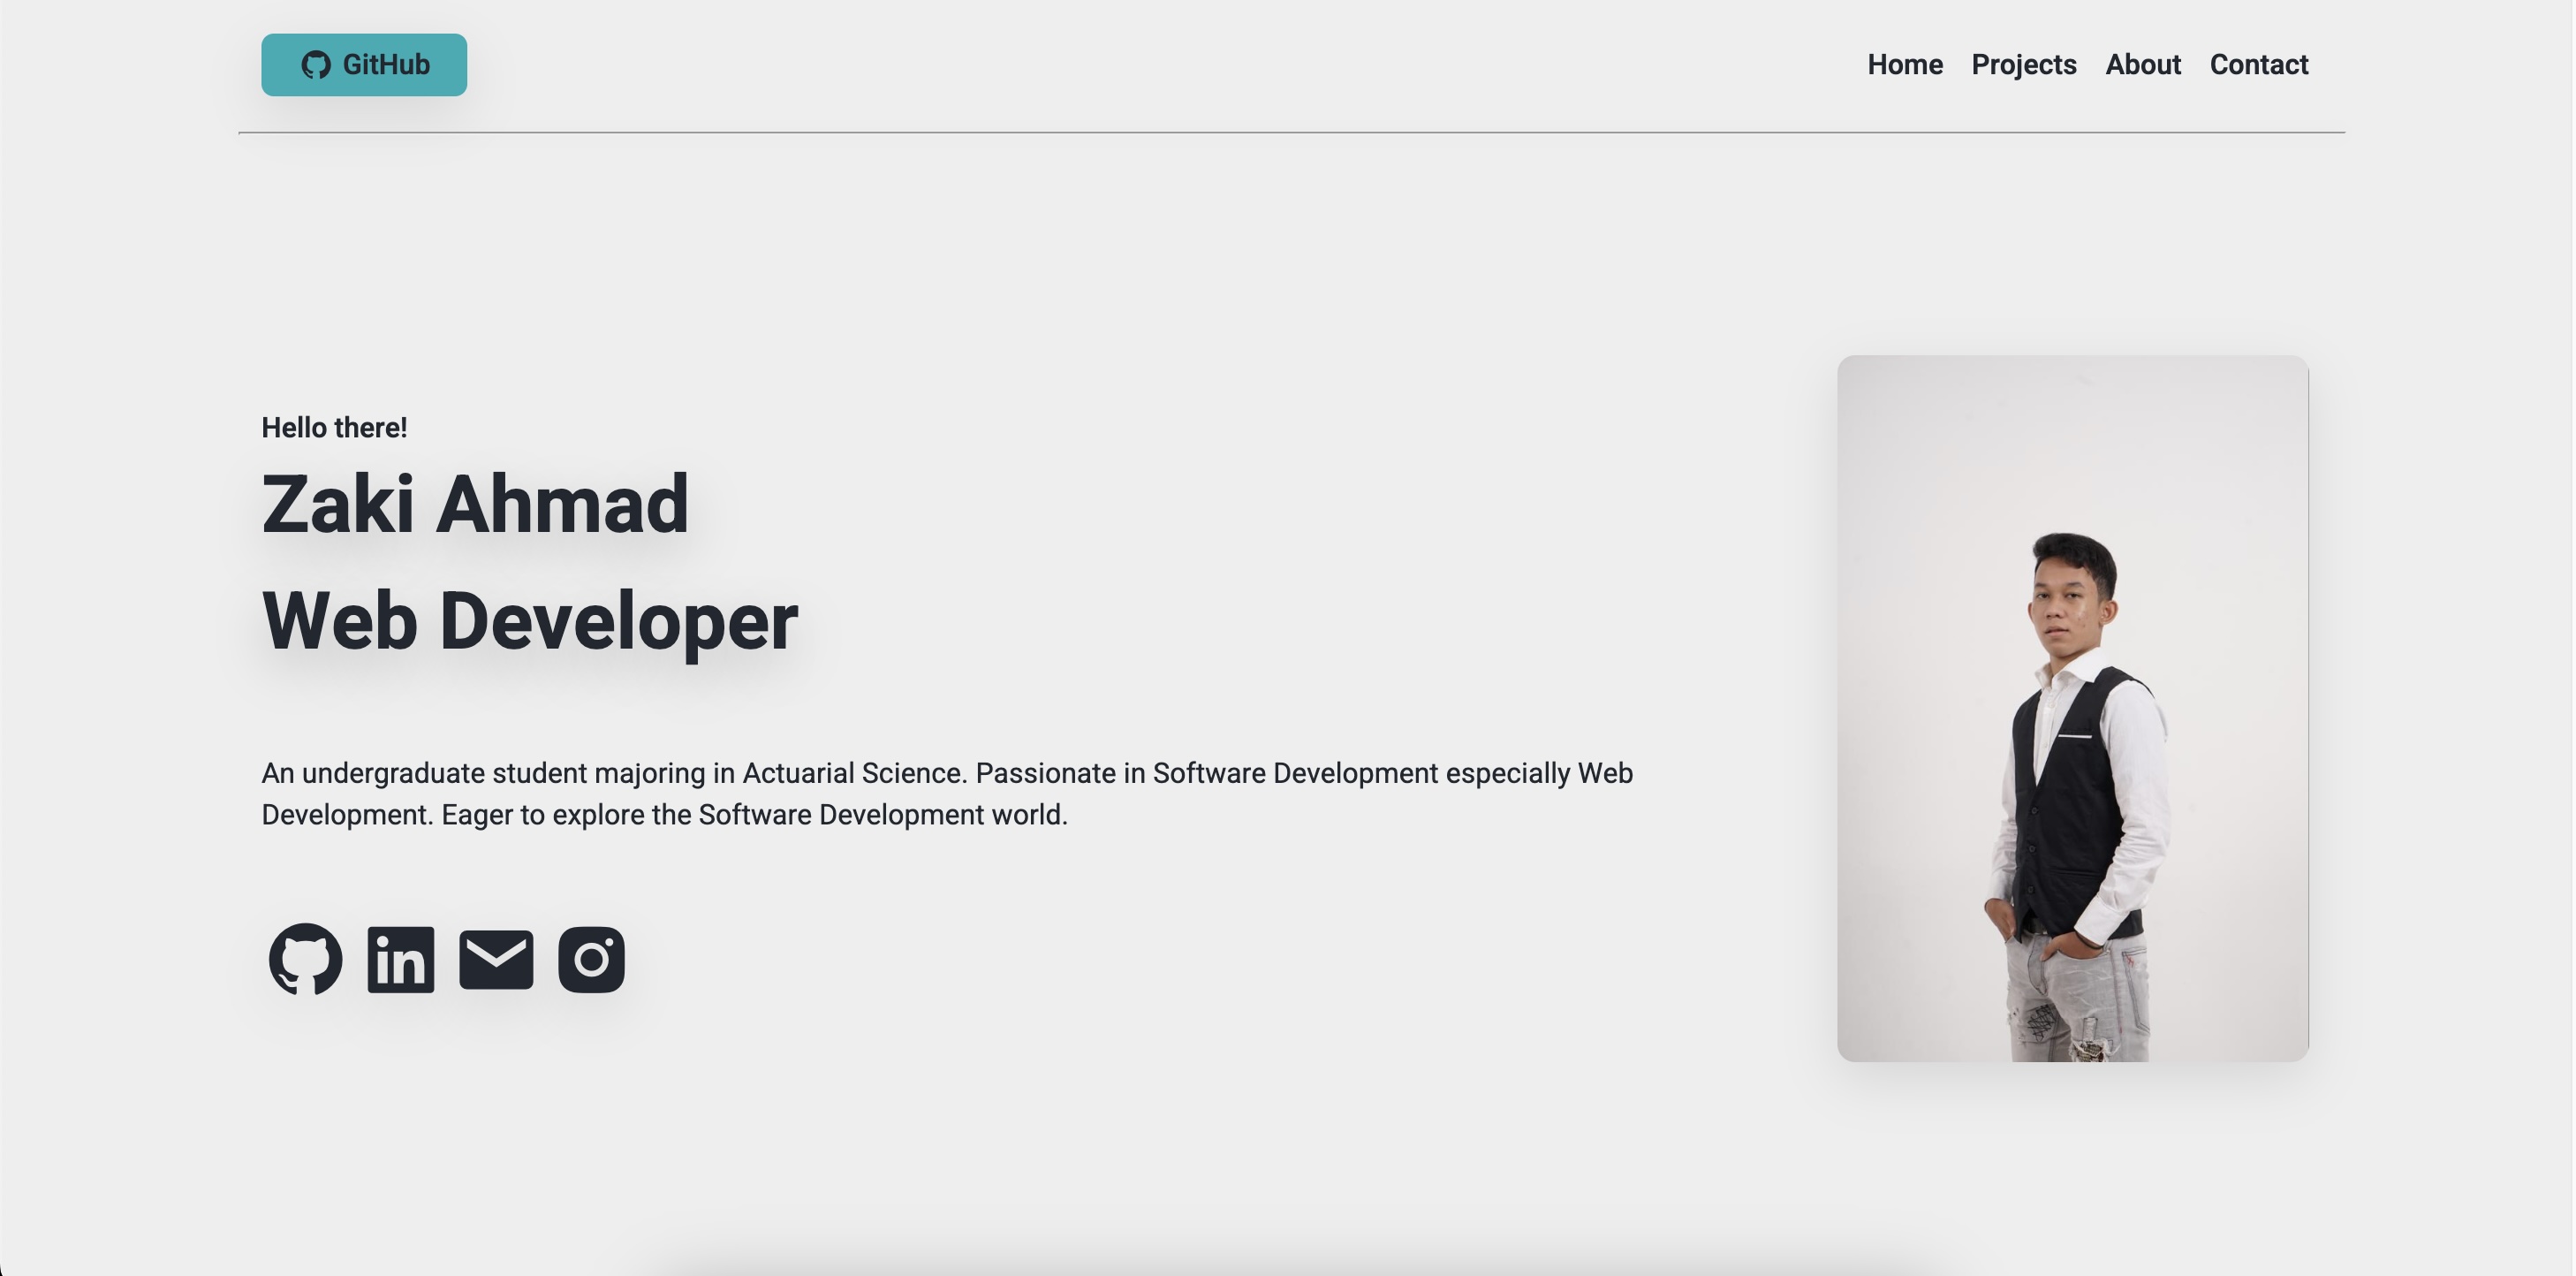 GitHub
Home Projects About Contact
Hello there!
Zaki Ahmad
Web Developer
An undergraduate student majoring in Actuarial Science. Passionate in Software Development especially Web
Development. Eager to explore the Software Development world.
in